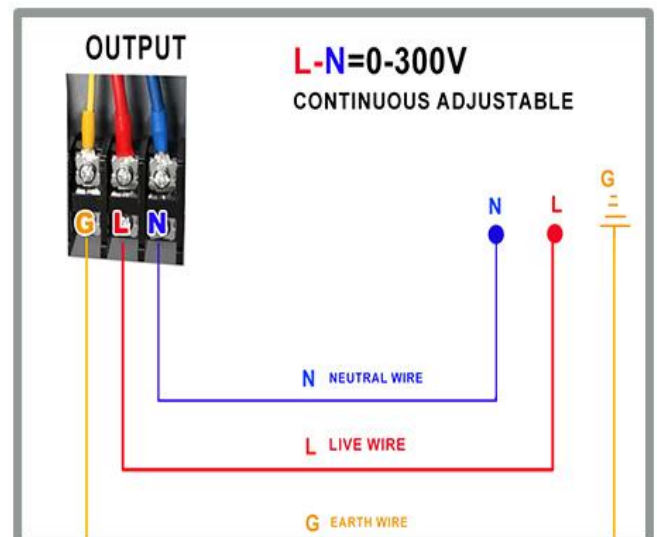 OUTPUT
L-N=0-300V
CONTINUOUS ADJUSTABLE
G L N
N L G
N NEUTRAL WIRE
L LIVE WIRE
G EARTH WIRE